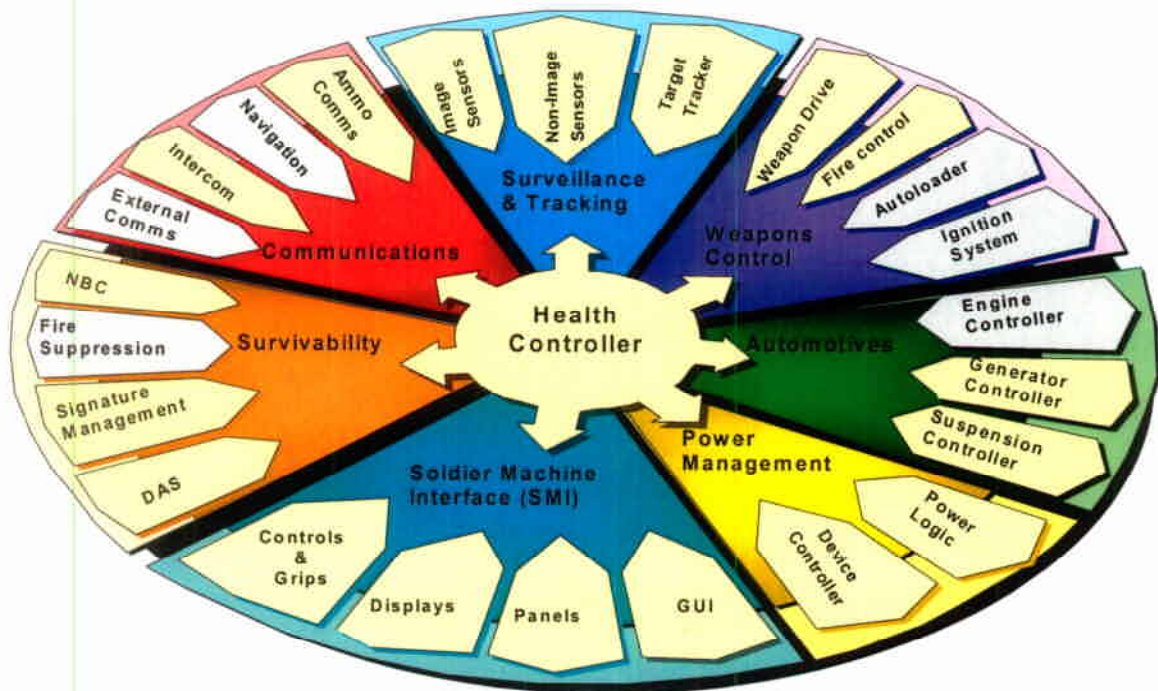 Image
Sensors
Non-Image
Sensors
Target
Tracker
Surveillance
& Tracking
Weapon Drive
Fire control
Autoloader
Ignition
System
Weapons
Control
Engine
Controller
Generator
Controller
Suspension
Controller
Automotives
Power
Logic
Device
Controller
Power
Management
GUI
Panels
Displays
Controls
&
Grips
Soldier Machine
Interface (SMI)
DAS
Signature
Management
Fire
Suppression
NBC
Survivability
External
Comms
Intercom
Navigation
Ammo
Comms
Communications
Health
Controller